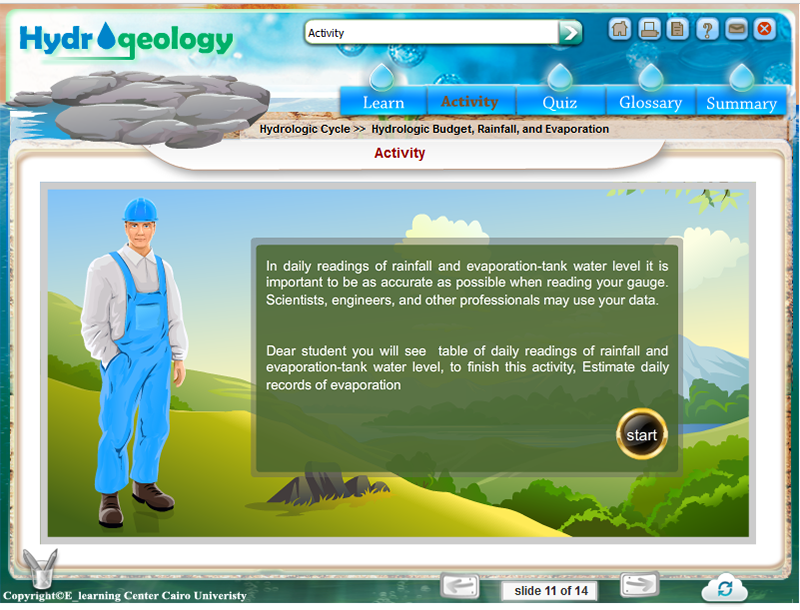 Hydrogeology
Activity
Learn
Activity
Quiz
Glossary
Summary
Hydrologic Cycle >> Hydrologic Budget, Rainfall, and Evaporation
Activity
In daily readings of rainfall and evaporation-tank water level it is
important to be as accurate as possible when reading your gauge.
Scientists, engineers, and other professionals may use your data.
Dear student you will see table of daily readings of rainfall and
evaporation-tank water level, to finish this activity, Estimate daily
records of evaporation
start
slide 11 of 14
Copyright©E_learning Center Cairo Univeristy